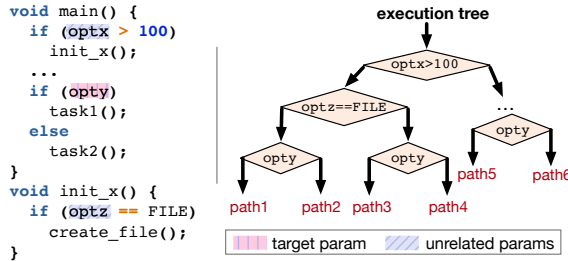 void main() {
if (optx > 100)
init_x();
...
if (opty)
task1();
else
task2();
}
void init_x() {
if (optz == FILE)
create_file();
}
execution tree
optx>100
optz==FILE
...
opty
opty
opty
path1
path2
path3
path4
path5
path6
target param
unrelated params